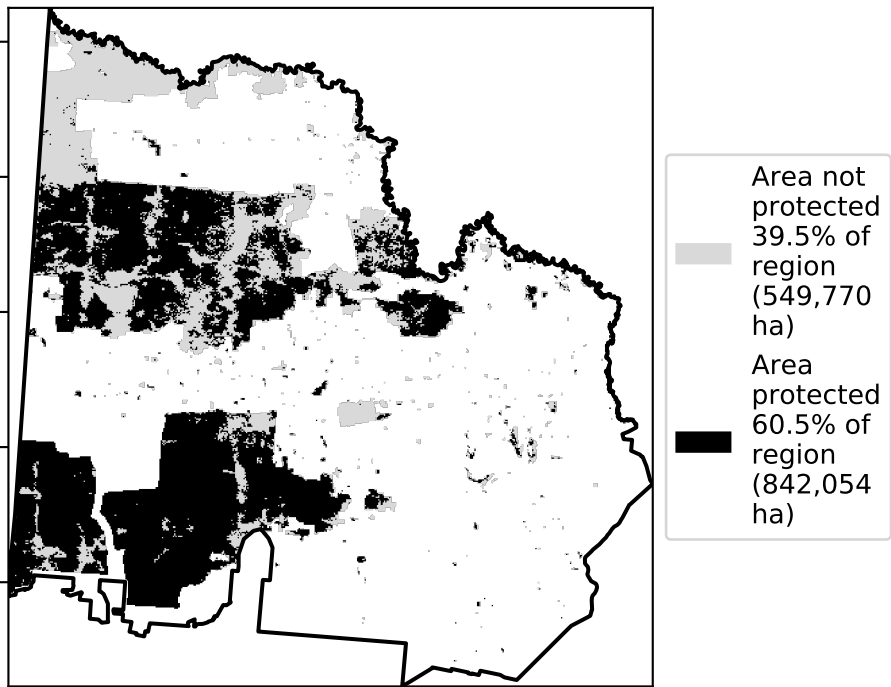 Area not
protected
39.5% of
region
(549,770
ha)
Area
protected
60.5% of
region
(842,054
ha)